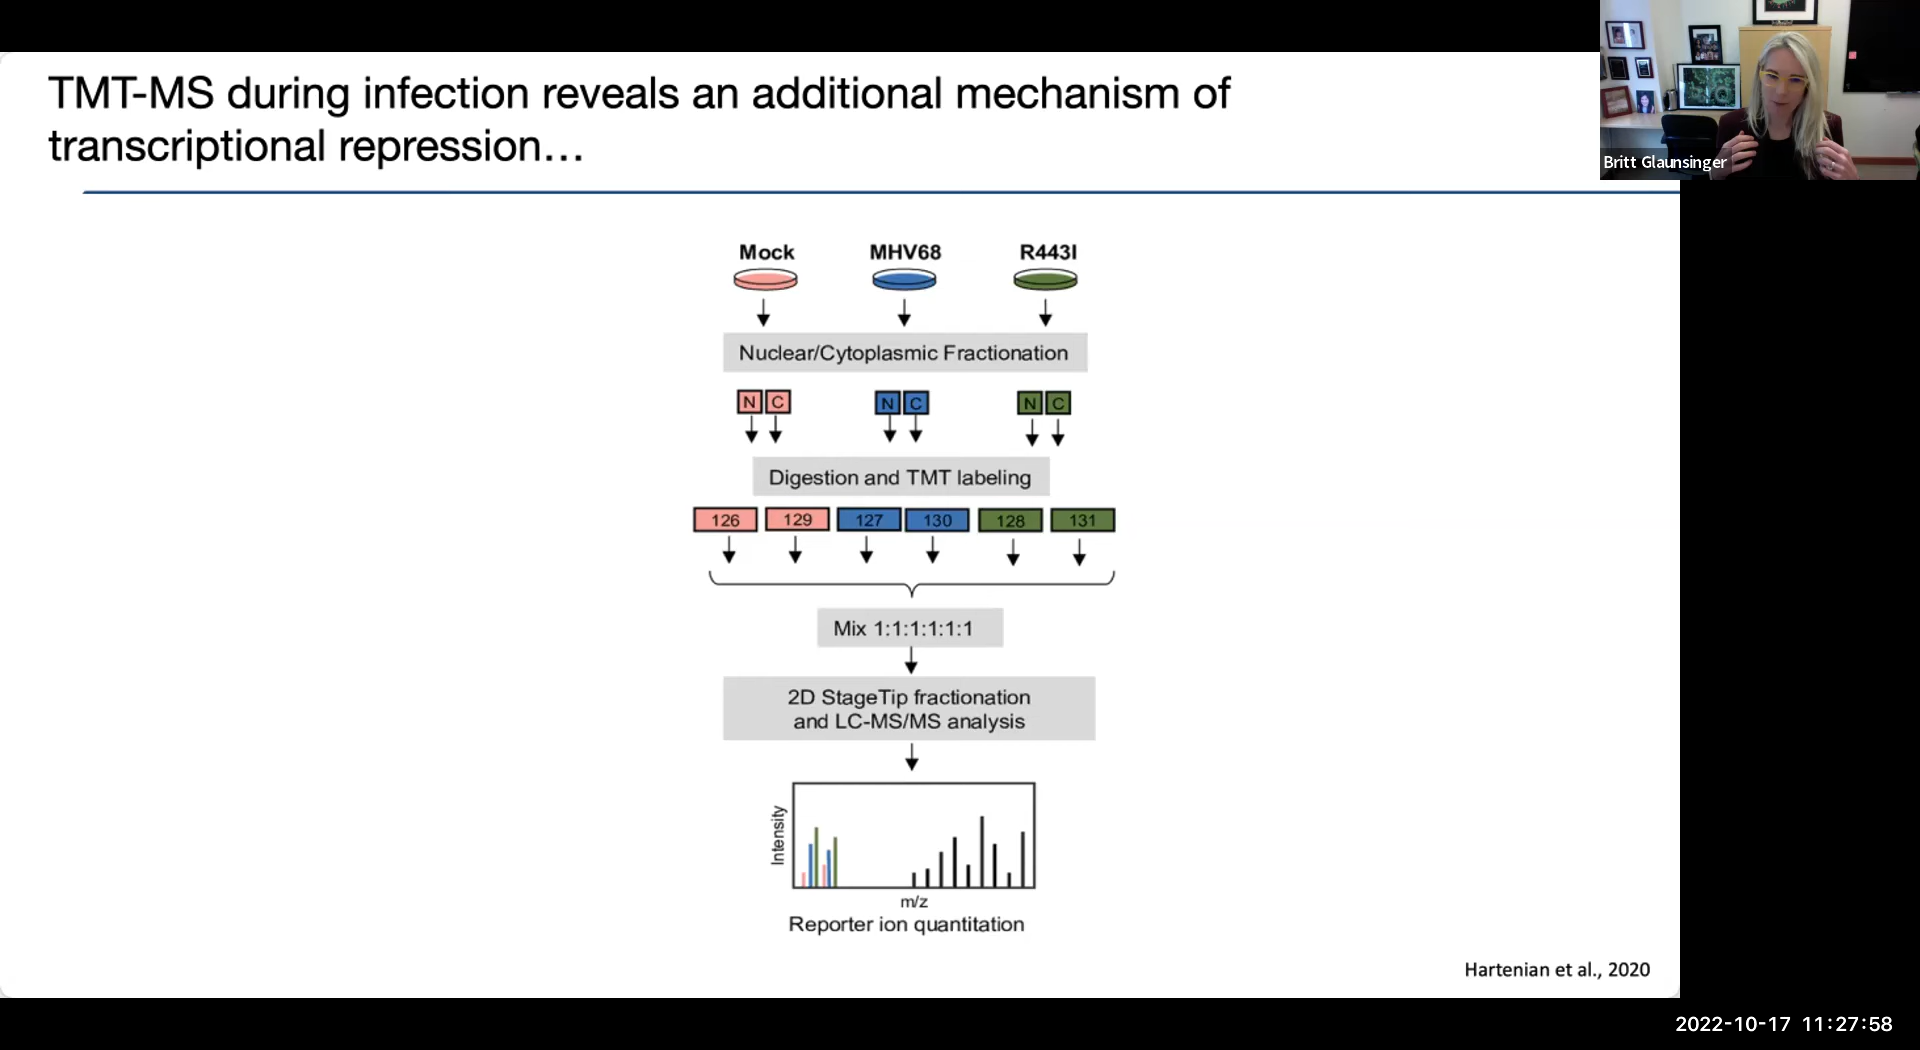 TMT-MS during infection reveals an additional mechanism of
transcriptional repression...
Britt Glaunsinger
Mock MHV68 R443I
Nuclear/Cytoplasmic Fractionation
N C N C N C
Digestion and TMT labeling
126 129 127 130 128 131
Mix 1:1:1:1:1:1
2D StageTip fractionation
and LC-MS/MS analysis
Intensity
m/z
Reporter ion quantitation
Hartenian et al., 2020
2022-10-17 11:27:58